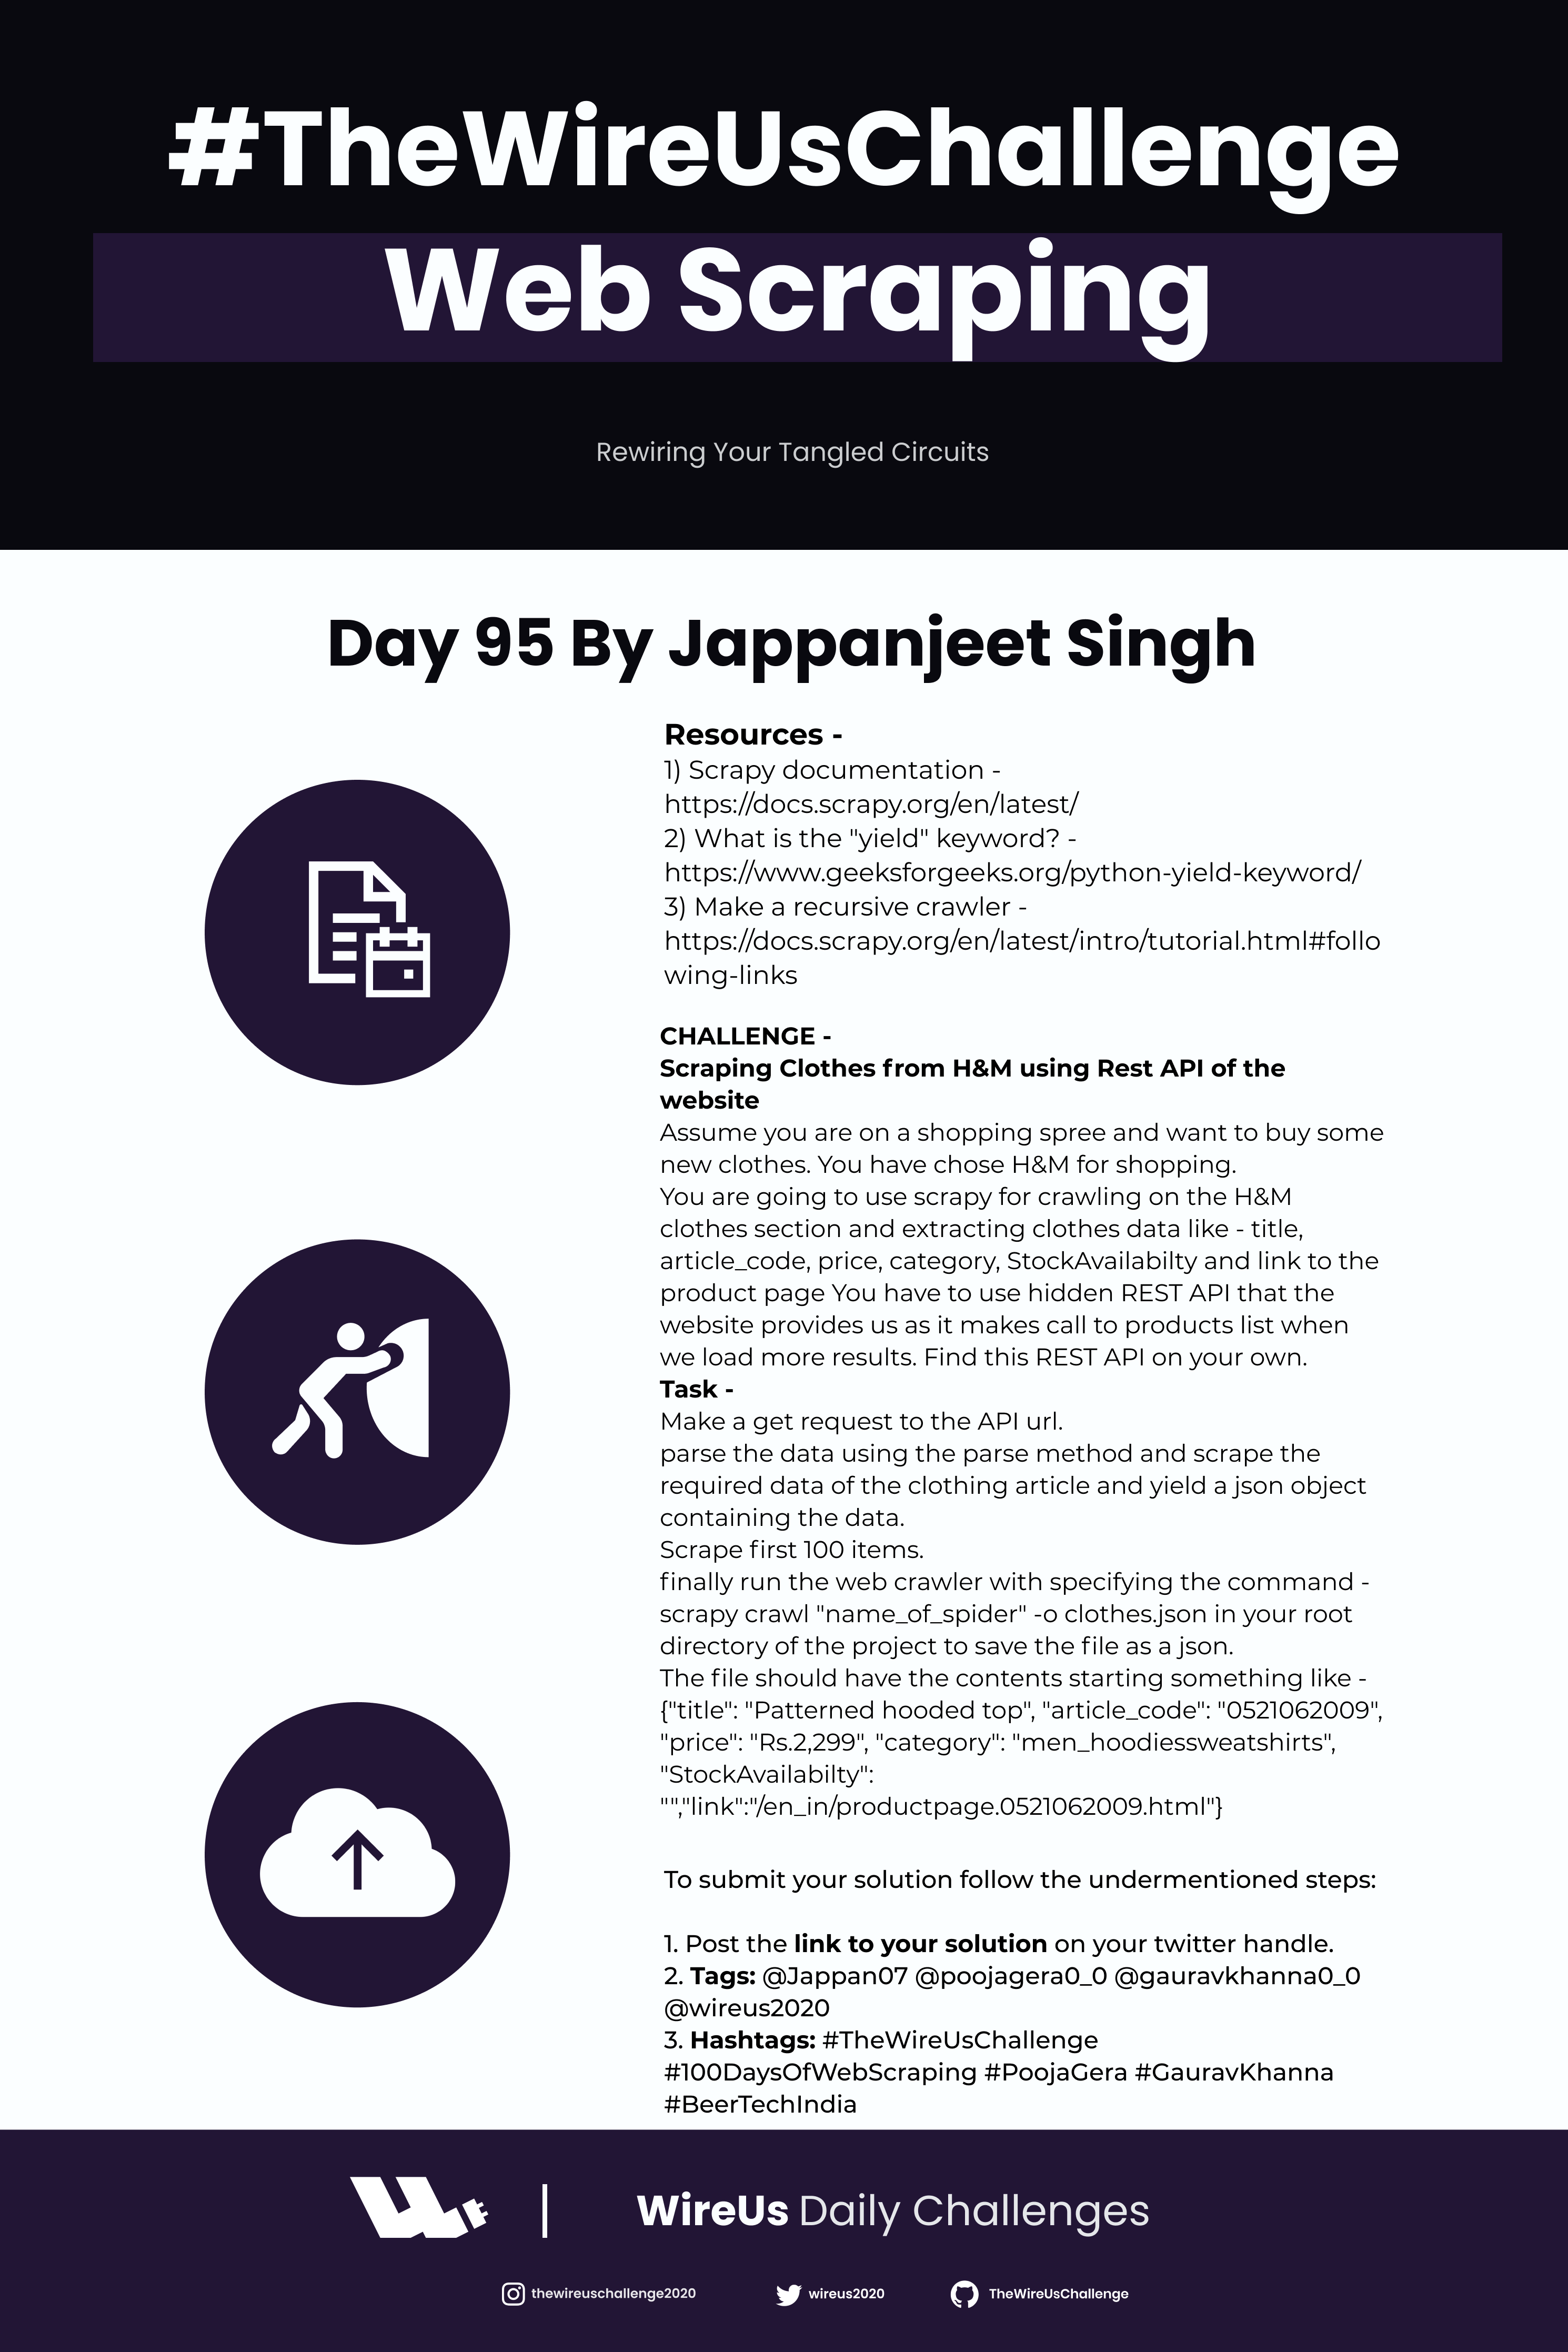 #TheWireUsChallenge
Web Scraping
Rewiring Your Tangled Circuits
Day 95 By Jappanjeet Singh
Resources -
1) Scrapy documentation -
https://docs.scrapy.org/en/latest/
2) What is the "yield" keyword? -
https://www.geeksforgeeks.org/python-yield-keyword/
3) Make a recursive crawler -
https://docs.scrapy.org/en/latest/intro/tutorial.html#follo
wing-links
CHALLENGE -
Scraping Clothes from H&M using Rest API of the
website
Assume you are on a shopping spree and want to buy some
new clothes. You have chose H&M for shopping.
You are going to use scrapy for crawling on the H&M
clothes section and extracting clothes data like - title,
article_code, price, category, StockAvailabilty and link to the
product page You have to use hidden REST API that the
website provides us as it makes call to products list when
we load more results. Find this REST API on your own.
Task -
Make a get request to the API url.
parse the data using the parse method and scrape the
required data of the clothing article and yield a json object
containing the data.
Scrape first 100 items.
finally run the web crawler with specifying the command -
scrapy crawl "name_of_spider" -o clothes.json in your root
directory of the project to save the file as a json.
The file should have the contents starting something like -
{"title": "Patterned hooded top", "article_code": "0521062009",
"price": "Rs.2,299", "category": "men_hoodiessweatshirts",
"StockAvailabilty":
"","link":"/en_in/productpage.0521062009.html"}
To submit your solution follow the undermentioned steps:
1. Post the link to your solution on your twitter handle.
2. Tags: @Jappan07 @poojagera0_0 @gauravkhanna0_0
@wireus2020
3. Hashtags: #TheWireUsChallenge
#100DaysOfWebScraping #PoojaGera #GauravKhanna
#BeerTechIndia
WireUs Daily Challenges
thewireuschallenge2020 wireus2020 TheWireUsChallenge